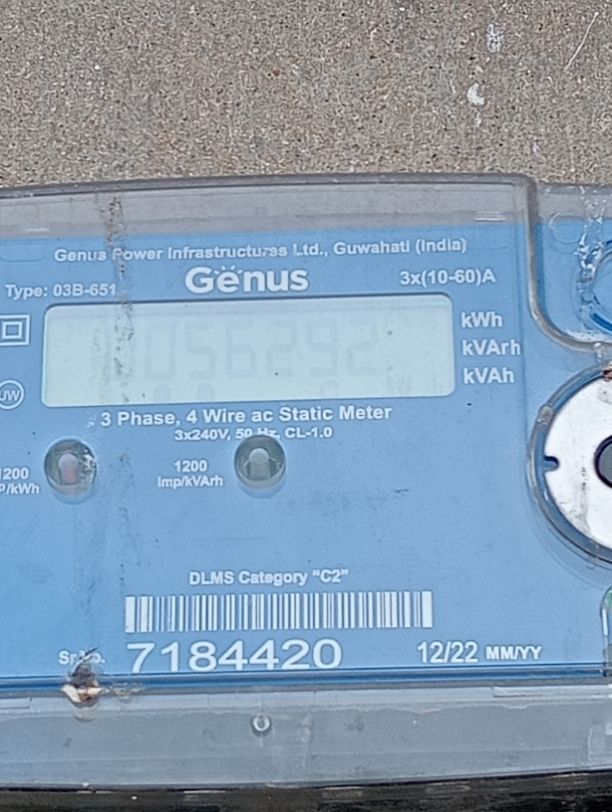 Genus Power Infrastructures Ltd., Guwahati (India)
Type: 03B-651
Genus
3x(10-60)A
056292
kWh
kVArh
kVAh
UW
3 Phase, 4 Wire ac Static Meter
3x240V, 50 Hz, CL-1.0
1200
P/kWh
1200
Imp/kVArh
DLMS Category “C2”
7184420
12/22 MM/YY